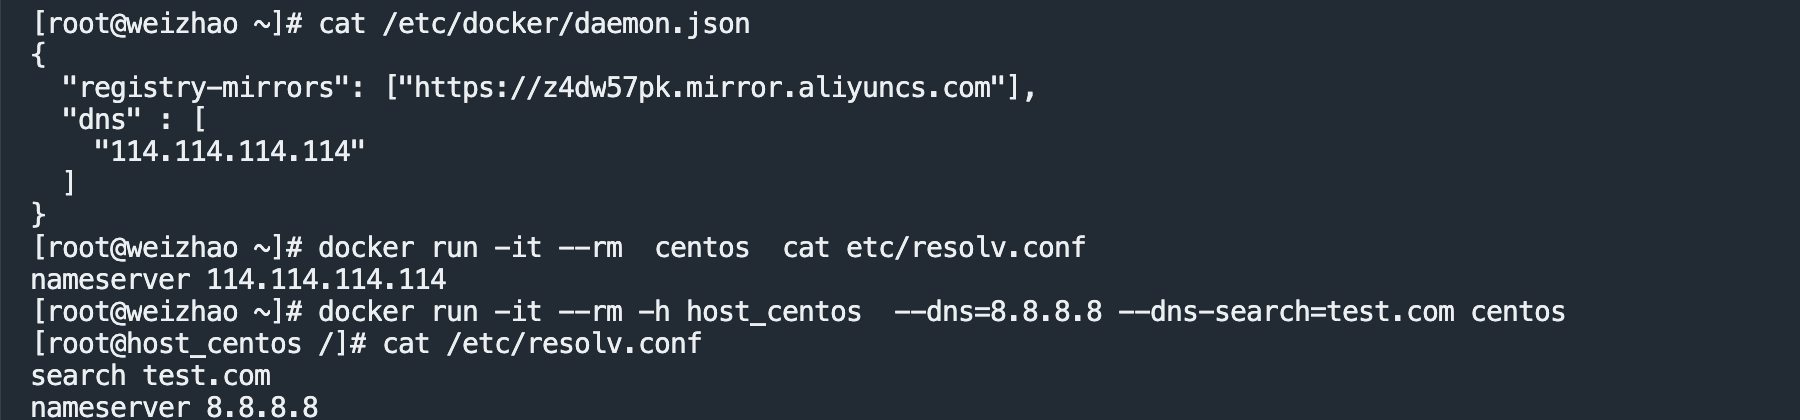 [root@weizhao ~]# cat /etc/docker/daemon.json
{
  "registry-mirrors": ["https://z4dw57pk.mirror.aliyuncs.com"],
  "dns" : [
    "114.114.114.114"
  ]
}
[root@weizhao ~]# docker run -it --rm  centos  cat etc/resolv.conf
nameserver 114.114.114.114
[root@weizhao ~]# docker run -it --rm -h host_centos  --dns=8.8.8.8 --dns-search=test.com centos
[root@host_centos /]# cat /etc/resolv.conf
search test.com
nameserver 8.8.8.8